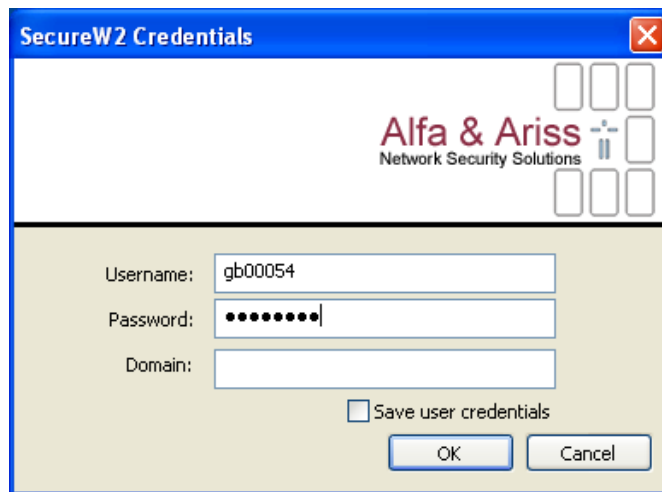 SecureW2 Credentials
Alfa & Ariss
Network Security Solutions
Username: gb00054
Password: ••••••••
Domain:
Save user credentials
OK Cancel